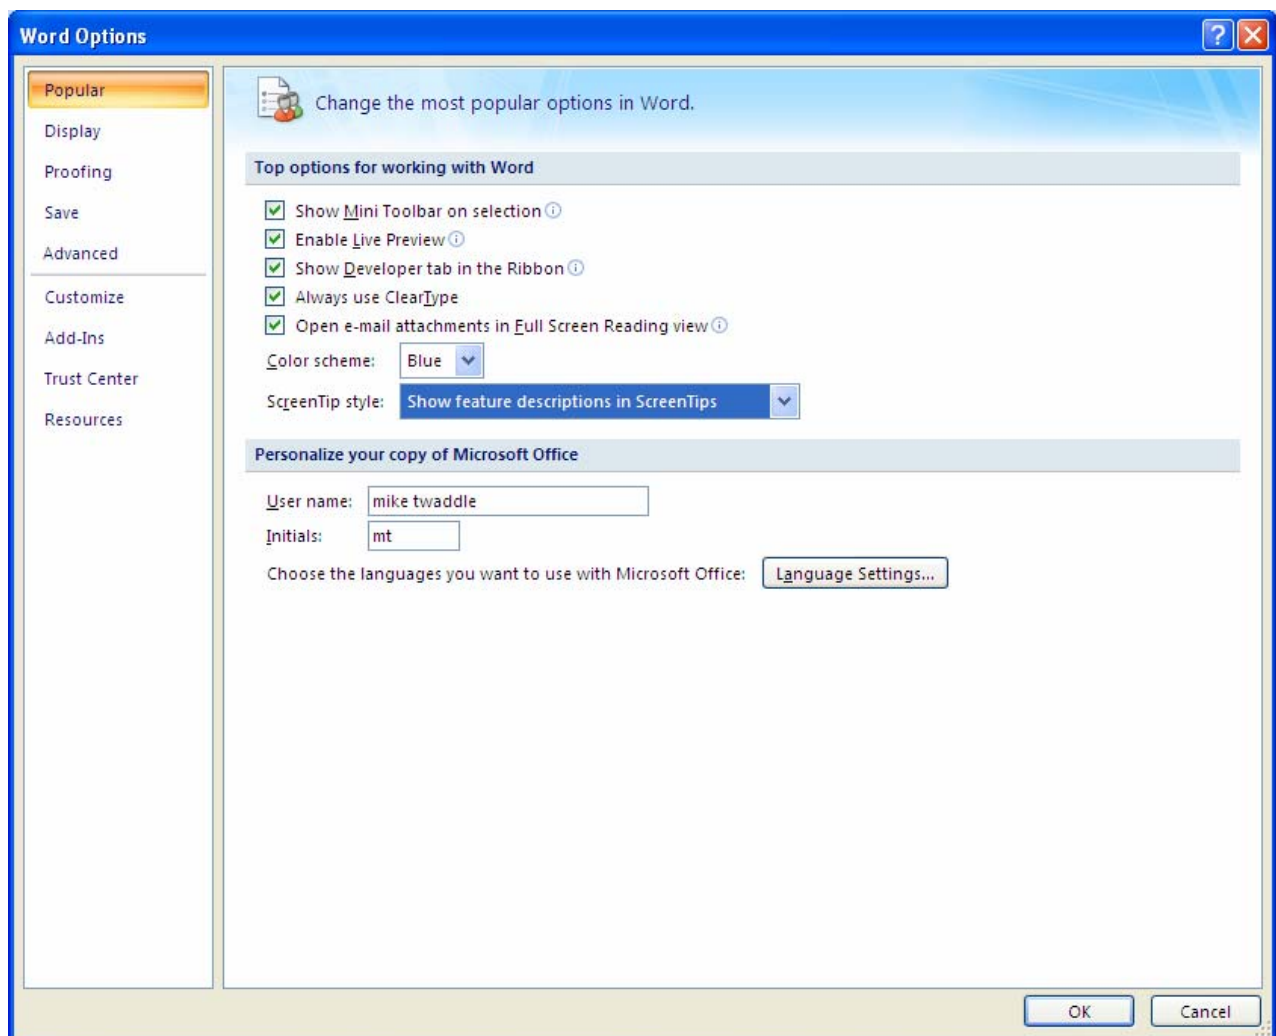 Word Options
Popular
Display
Proofing
Save
Advanced
Customize
Add-Ins
Trust Center
Resources
Change the most popular options in Word.
Top options for working with Word
Show Mini Toolbar on selection
Enable Live Preview
Show Developer tab in the Ribbon
Always use ClearType
Open e-mail attachments in Full Screen Reading view
Color scheme: Blue
ScreenTip style: Show feature descriptions in ScreenTips
Personalize your copy of Microsoft Office
User name: mike twaddle
Initials: mt
Choose the languages you want to use with Microsoft Office: Language Settings...
OK Cancel